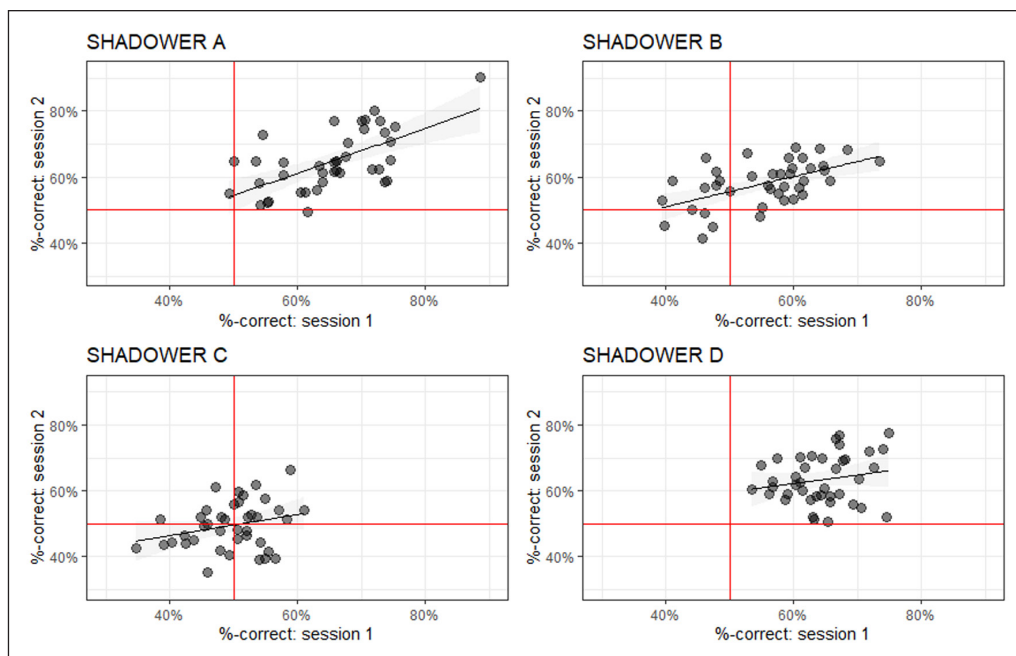 SHADOWER A
%-correct: session 2
80%
60%
40%
40% 60% 80%
%-correct: session 1
SHADOWER B
%-correct: session 2
80%
60%
40%
40% 60% 80%
%-correct: session 1
SHADOWER C
%-correct: session 2
80%
60%
40%
40% 60% 80%
%-correct: session 1
SHADOWER D
%-correct: session 2
80%
60%
40%
40% 60% 80%
%-correct: session 1